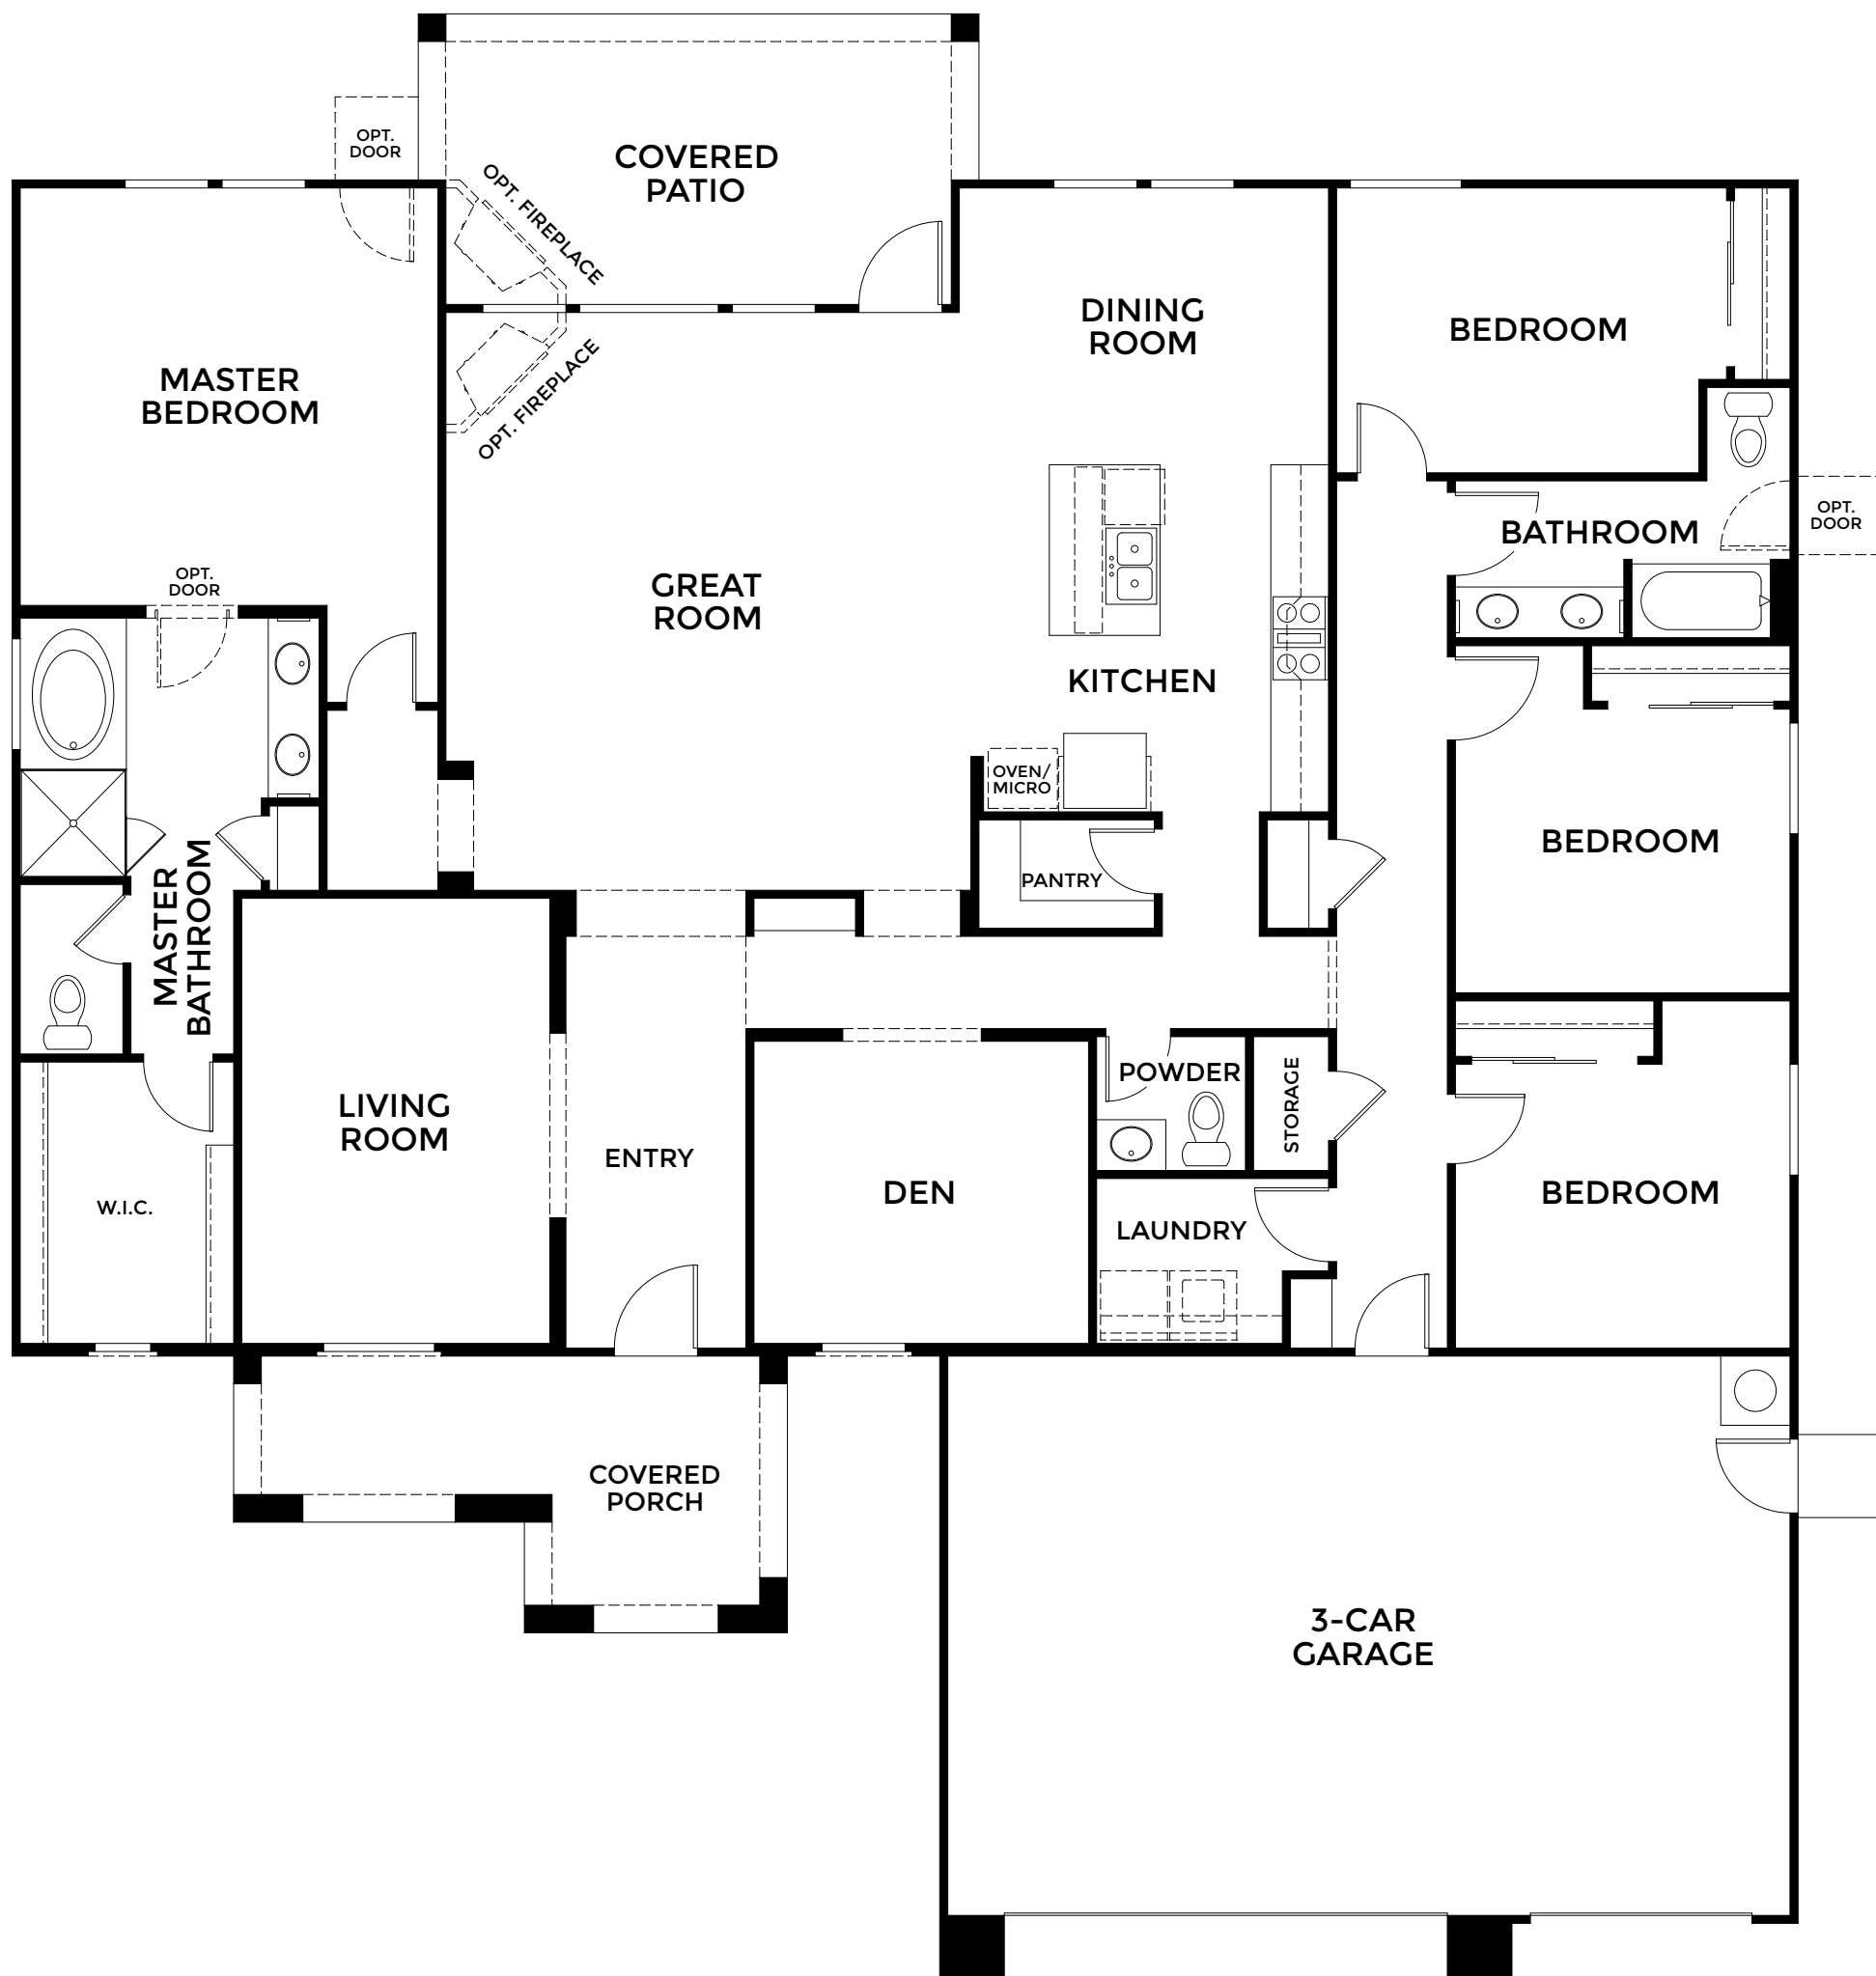 OPT.
DOOR
COVERED
PATIO
OPT. FIREPLACE
OPT. FIREPLACE
DINING
ROOM
BEDROOM
MASTER
BEDROOM
OPT.
DOOR
BATHROOM
OPT.
DOOR
GREAT
ROOM
KITCHEN
OVEN/
MICRO
PANTRY
BEDROOM
MASTER
BATHROOM
POWDER
STORAGE
LIVING
ROOM
ENTRY
DEN
BEDROOM
W.I.C.
LAUNDRY
COVERED
PORCH
3-CAR
GARAGE